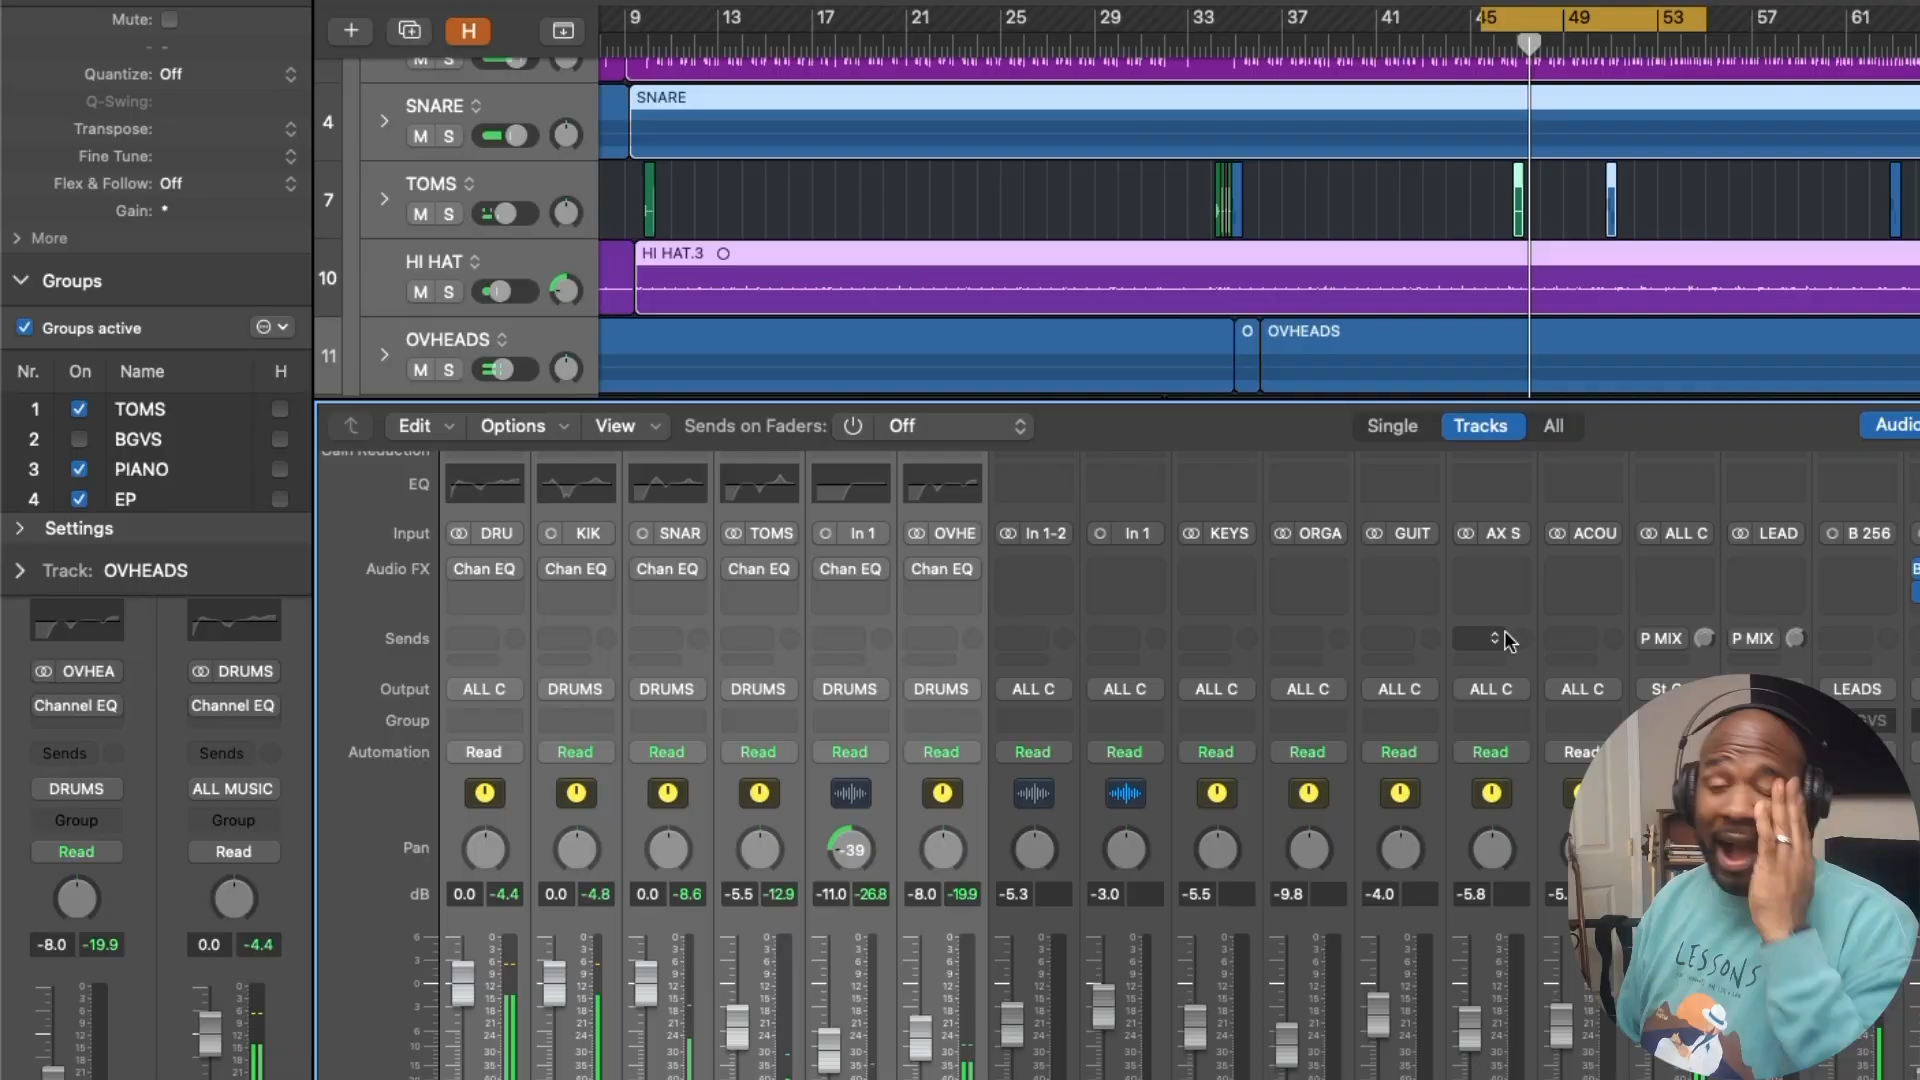 Mute:
- -
Quantize: Off
Q-Swing:
Transpose:
Fine Tune:
Flex & Follow: Off
Gain: *
More
Groups
Groups active
Nr. On Name H
1 TOMS
2 BGVS
3 PIANO
4 EP
Settings
Track: OVHEADS
OVHEA DRUMS
Channel EQ Channel EQ
Sends Sends
DRUMS ALL MUSIC
Group Group
Read Read
-8.0 -19.9 0.0 -4.4
H
9 13 17 21 25 29 33 37 41 45 49 53 57 61
M S
4 SNARE
M S
SNARE
7 TOMS
M S
10 HI HAT
M S
HI HAT.3
11 OVHEADS
M S
O OVHEADS
Edit Options View Sends on Faders: Off Single Tracks All Audio
Gain Reduction
EQ
Input DRU KIK SNAR TOMS In 1 OVHE In 1-2 In 1 KEYS ORGA GUIT AX S ACOU ALL C LEAD B 256
Audio FX Chan EQ Chan EQ Chan EQ Chan EQ Chan EQ Chan EQ
Sends P MIX P MIX
Output ALL C DRUMS DRUMS DRUMS DRUMS DRUMS ALL C ALL C ALL C ALL C ALL C ALL C ALL C St LEADS
Group
Automation Read Read Read Read Read Read Read Read Read Read Read Read Read
Pan -39
dB 0.0 -4.4 0.0 -4.8 0.0 -8.6 -5.5 -12.9 -11.0 -26.8 -8.0 -19.9 -5.3 -3.0 -5.5 -9.8 -4.0 -5.8
LESSONS